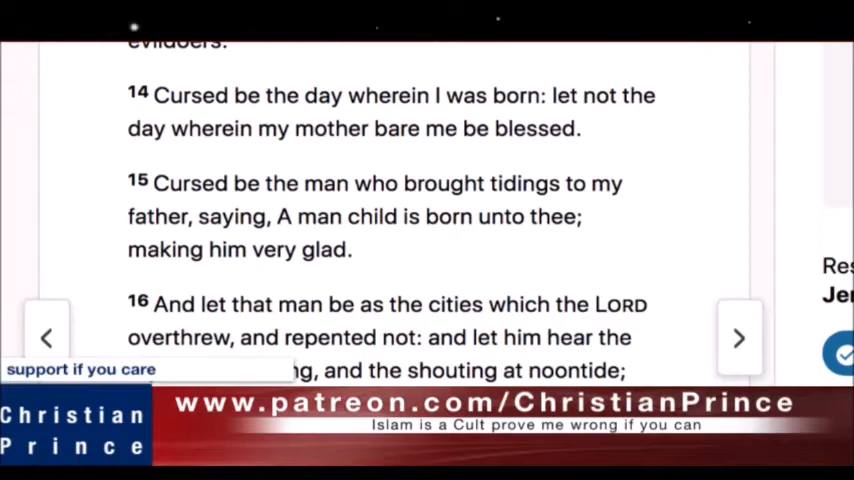 evildoers.
14 Cursed be the day wherein I was born: let not the
day wherein my mother bare me be blessed.
15 Cursed be the man who brought tidings to my
father, saying, A man child is born unto thee;
making him very glad.
16 And let that man be as the cities which the LORD
overthrew, and repented not: and let him hear the
ng, and the shouting at noontide;
Res
Jer
support if you care
Christian
Prince
www.patreon.com/ChristianPrince
Islam is a Cult prove me wrong if you can